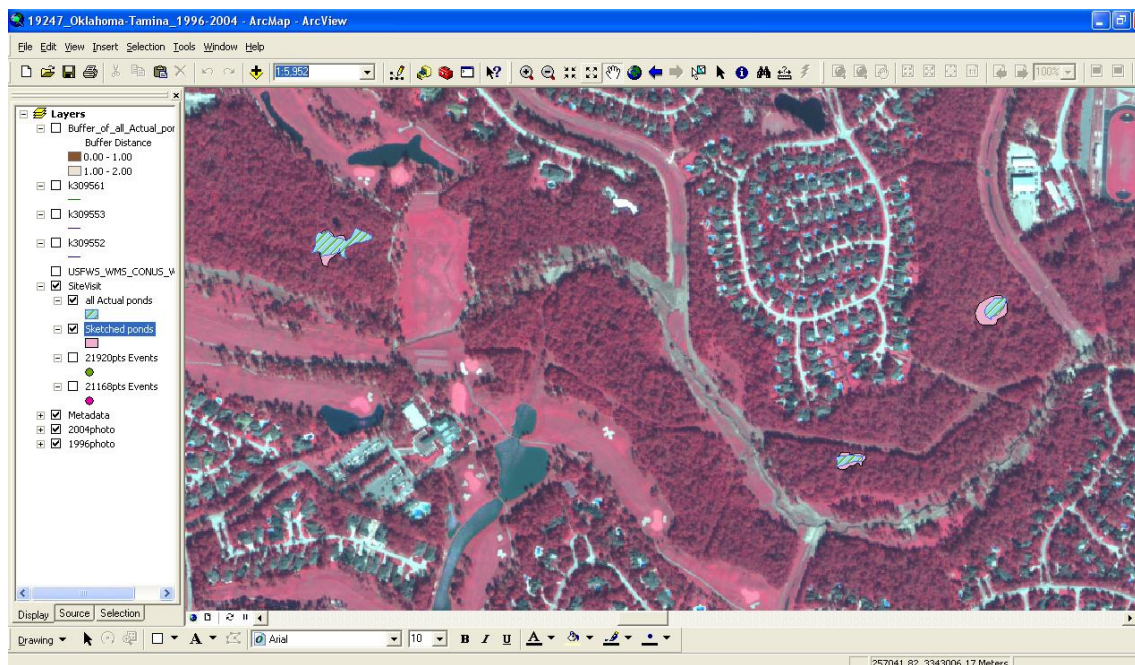 19247_Oklahoma-Tamina_1996-2004 - ArcMap - ArcView
File Edit View Insert Selection Tools Window Help
1:5,952
100%
Layers
Buffer_of_all_Actual_por
Buffer Distance
0.00 - 1.00
1.00 - 2.00
k309561
k309553
k309552
USFWS_WMS_CONUS_W
SiteVisit
all Actual ponds
Sketched ponds
21920pts Events
21168pts Events
Metadata
2004photo
1996photo
Display Source Selection
Drawing A Arial 10 B I U A
257041.82 3343006.17 Meters